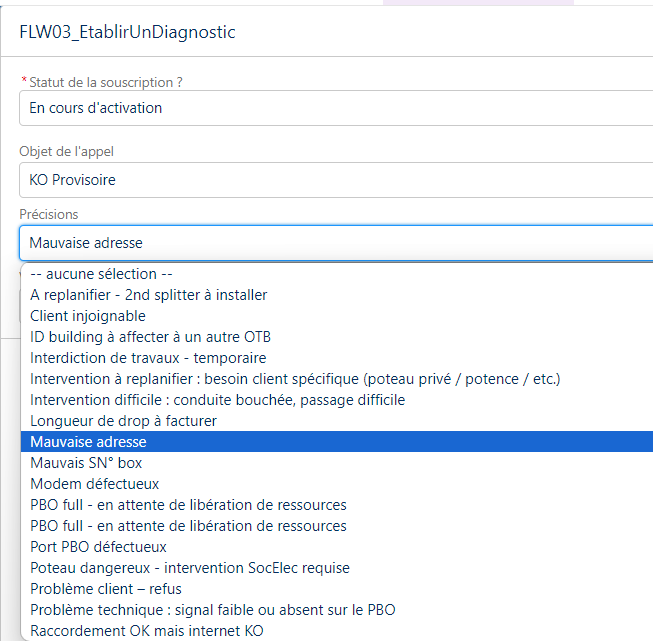 FLW03_EtablirUnDiagnostic
* Statut de la souscription ?
En cours d'activation
Objet de l'appel
KO Provisoire
Précisions
Mauvaise adresse
-- aucune sélection --
A replanifier - 2nd splitter à installer
Client injoignable
ID building à affecter à un autre OTB
Interdiction de travaux - temporaire
Intervention à replanifier : besoin client spécifique (poteau privé / potence / etc.)
Intervention difficile : conduite bouchée, passage difficile
Longueur de drop à facturer
Mauvaise adresse
Mauvais SN° box
Modem défectueux
PBO full - en attente de libération de ressources
PBO full - en attente de libération de ressources
Port PBO défectueux
Poteau dangereux - intervention SocElec requise
Problème client – refus
Problème technique : signal faible ou absent sur le PBO
Raccordement OK mais internet KO